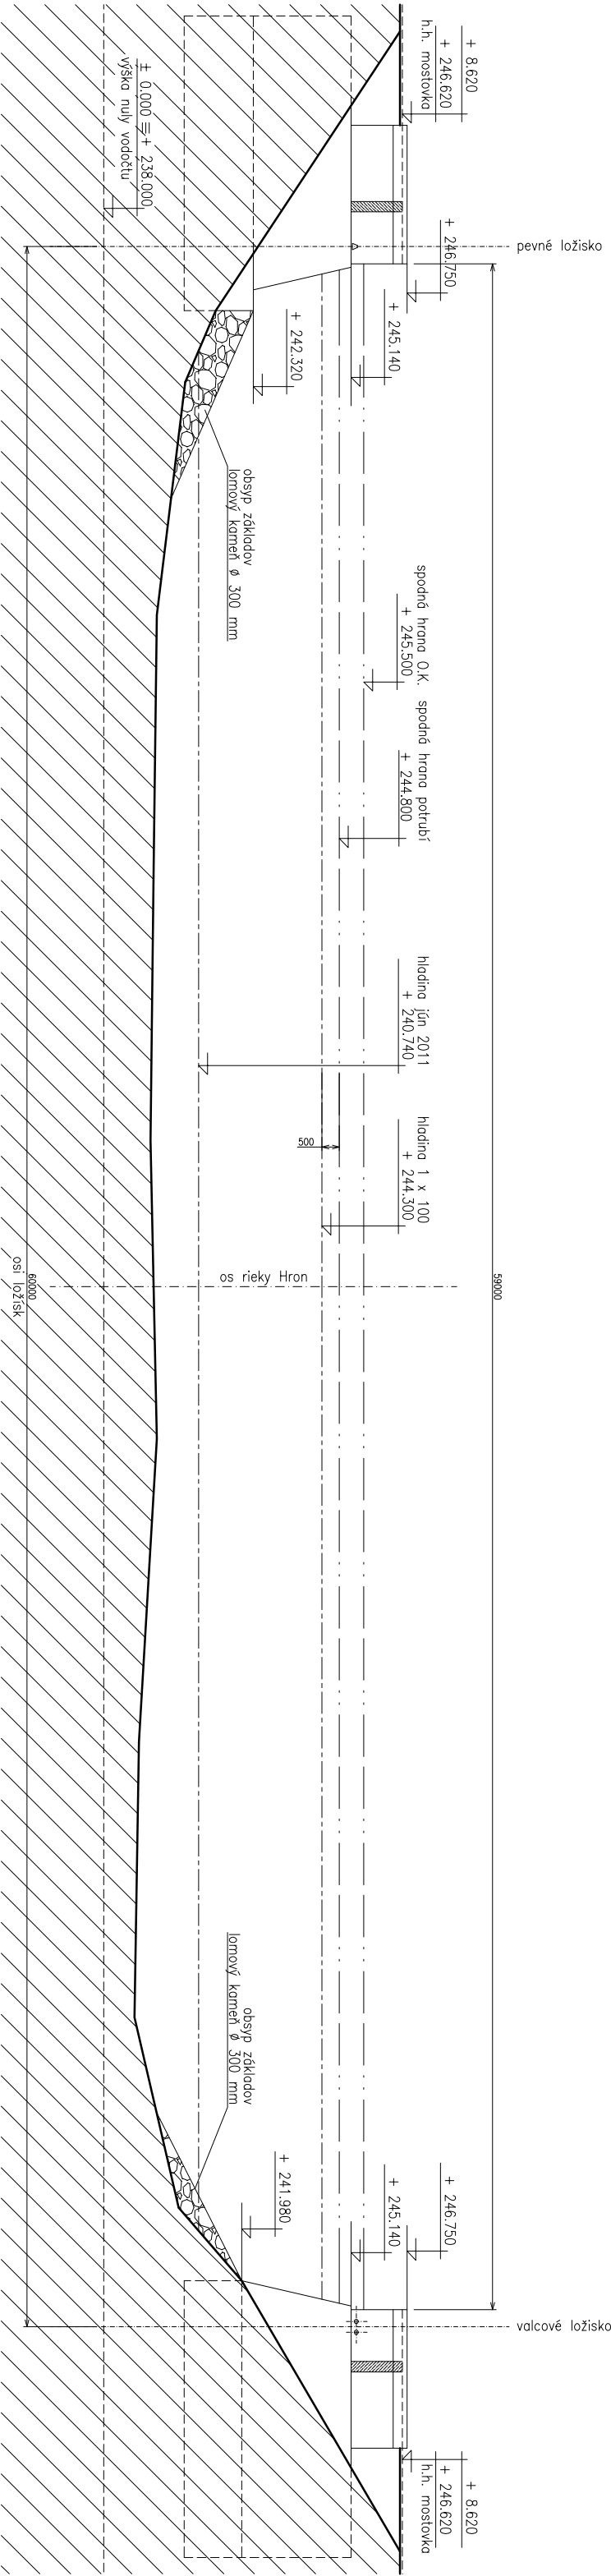 + 8.620
+ 246.620
h.h. mostovka
± 0.000 ≡+ 238.000
výška nuly vodočtu
pevné ložisko
+ 246.750
+ 245.140
+ 242.320
obsyp základov
lomový kameň ø 300 mm
spodná hrana O.K.
+ 245.500
spodná hrana potrubí
+ 244.800
hladina jún 2011
+ 240.740
500
hladina 1 x 100
+ 244.300
59000
os rieky Hron
60000
osi ložísk
obsyp základov
lomový kameň ø 300 mm
+ 241.980
+ 245.140
+ 246.750
valcové ložisko
+ 8.620
+ 246.620
h.h. mostovka